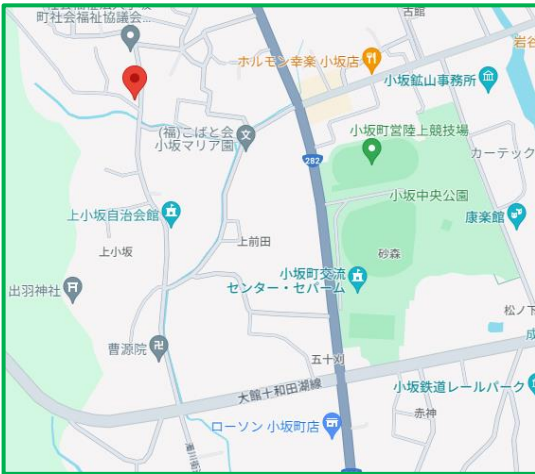 町社会福祉協議会...
古館
ホルモン幸楽 小坂店
岩谷
小坂鉱山事務所
(福)こばと会
小坂マリア園
282
小坂町営陸上競技場
カーテック
小坂中央公園
上小坂自治会館
康楽館
上前田
上小坂
砂森
小坂町交流
センター・セパーム
出羽神社
松ノ下
曹源院
五十刈
成
大館十和田湖線
小坂鉄道レールパーク
赤神
ローソン 小坂町店